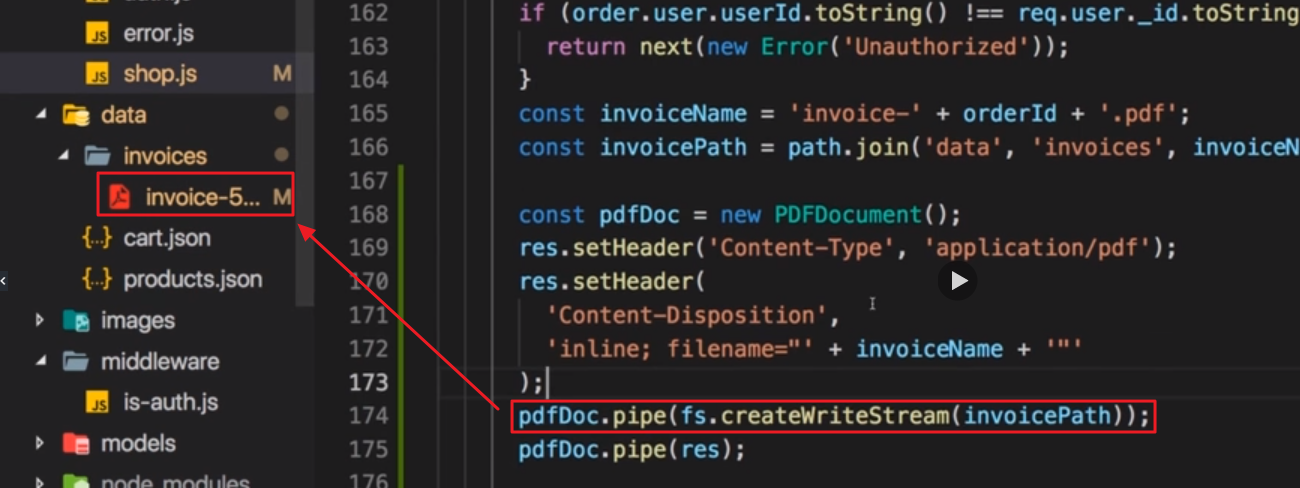 error.js
shop.js M
data
invoices
invoice-5... M
cart.json
products.json
images
middleware
is-auth.js
models
node_modules
162 if (order.user.userId.toString() !== req.user._id.toString
163 return next(new Error('Unauthorized'));
164 }
165 const invoiceName = 'invoice-' + orderId + '.pdf';
166 const invoicePath = path.join('data', 'invoices', invoiceN
167
168 const pdfDoc = new PDFDocument();
169 res.setHeader('Content-Type', 'application/pdf');
170 res.setHeader(
171 'Content-Disposition',
172 'inline; filename="' + invoiceName + '"'
173 );
174 pdfDoc.pipe(fs.createWriteStream(invoicePath));
175 pdfDoc.pipe(res);
176